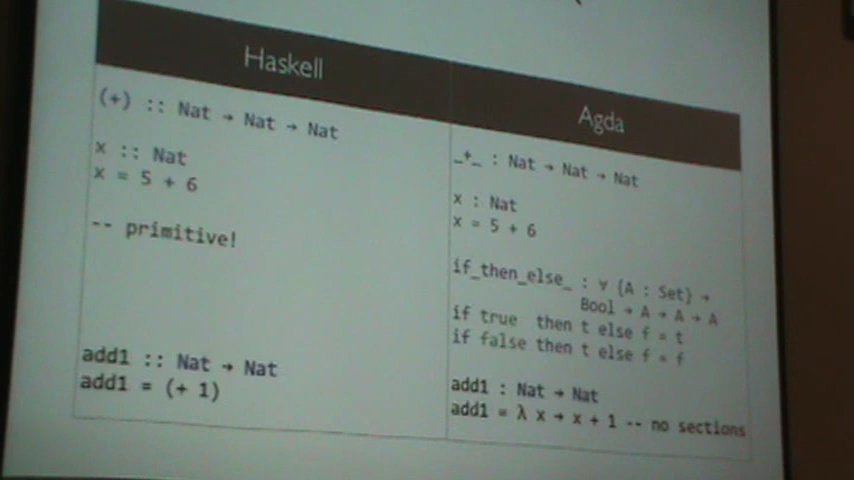 Haskell
(+) :: Nat → Nat → Nat
x :: Nat
x = 5 + 6
-- primitive!
add1 :: Nat → Nat
add1 = (+ 1)
Agda
_+_ : Nat → Nat → Nat
x : Nat
x = 5 + 6
if_then_else_ : ∀ {A : Set} →
Bool → A → A → A
if true then t else f = t
if false then t else f = f
add1 : Nat → Nat
add1 = λ x → x + 1 -- no sections